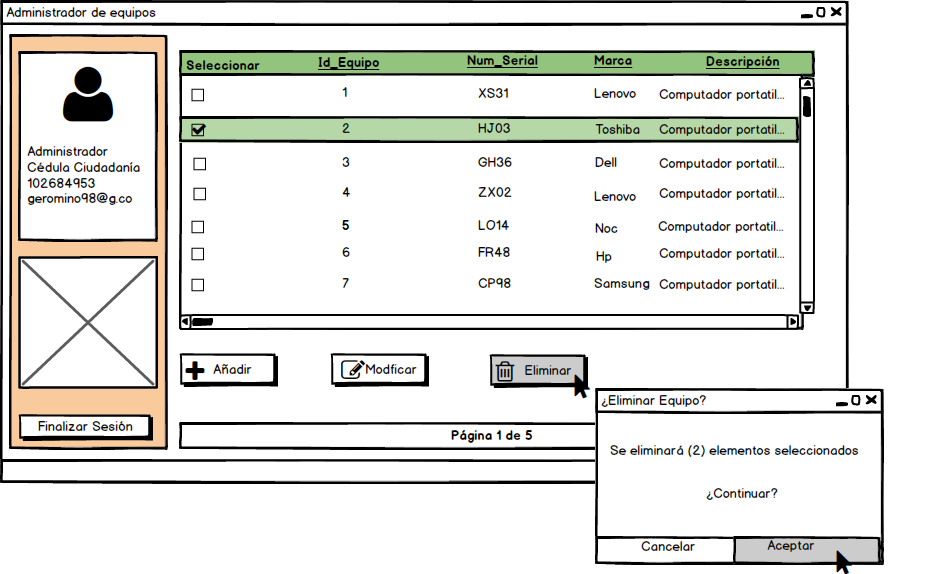 Administrador de equipos
Administrador
Cédula Ciudadanía
102684953
geromino98@g.co
Finalizar Sesión
Seleccionar Id_Equipo Num_Serial Marca Descripción
1 XS31 Lenovo Computador portatil...
2 HJ03 Toshiba Computador portatil...
3 GH36 Dell Computador portatil...
4 ZX02 Lenovo Computador portatil...
5 LO14 Noc Computador portatil...
6 FR48 Hp Computador portatil...
7 CP98 Samsung Computador portatil...
Añadir Modficar Eliminar
Página 1 de 5
¿Eliminar Equipo?
Se eliminará (2) elementos seleccionados
¿Continuar?
Cancelar Aceptar